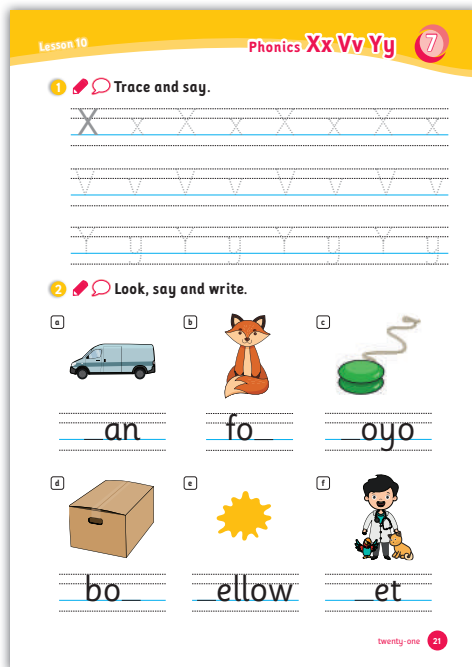 Lesson 10
Phonics Xx Vv Yy 7
1 Trace and say.
X x X x X x X x
V v V v V v V v
Y y Y y Y y Y y
2 Look, say and write.
a b c
_an fo_ _oyo
d e f
bo_ _ellow _et
twenty-one 21